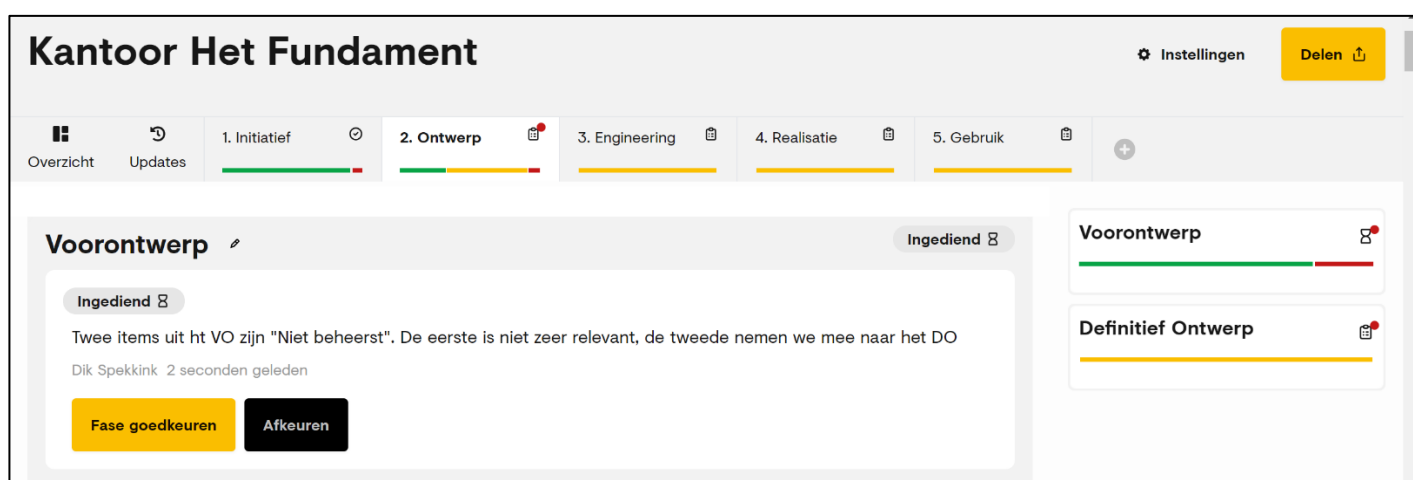 Kantoor Het Fundament
Instellingen
Delen
Overzicht
Updates
1. Initiatief
2. Ontwerp
3. Engineering
4. Realisatie
5. Gebruik
Voorontwerp
Ingediend
Ingediend
Twee items uit ht VO zijn "Niet beheerst". De eerste is niet zeer relevant, de tweede nemen we mee naar het DO
Dik Spekkink 2 seconden geleden
Fase goedkeuren
Afkeuren
Voorontwerp
Definitief Ontwerp